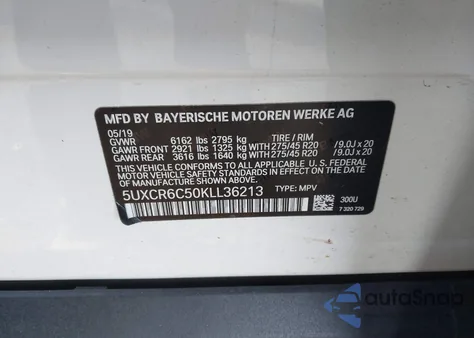 MFD BY BAYERISCHE MOTOREN WERKE AG
05/19
GVWR 6162 lbs 2795 kg TIRE / RIM
GAWR FRONT 2921 lbs 1325 kg WITH 275/45 R20 / 9.0J x 20
GAWR REAR 3616 lbs 1640 kg WITH 275/45 R20 / 9.0J x 20
THIS VEHICLE CONFORMS TO ALL APPLICABLE U.S. FEDERAL
MOTOR VEHICLE SAFETY STANDARDS IN EFFECT ON THE DATE OF
MANUFACTURE SHOWN ABOVE.
5UXCR6C50KLL36213 TYPE: MPV
300U
7 320 729
autoSnap